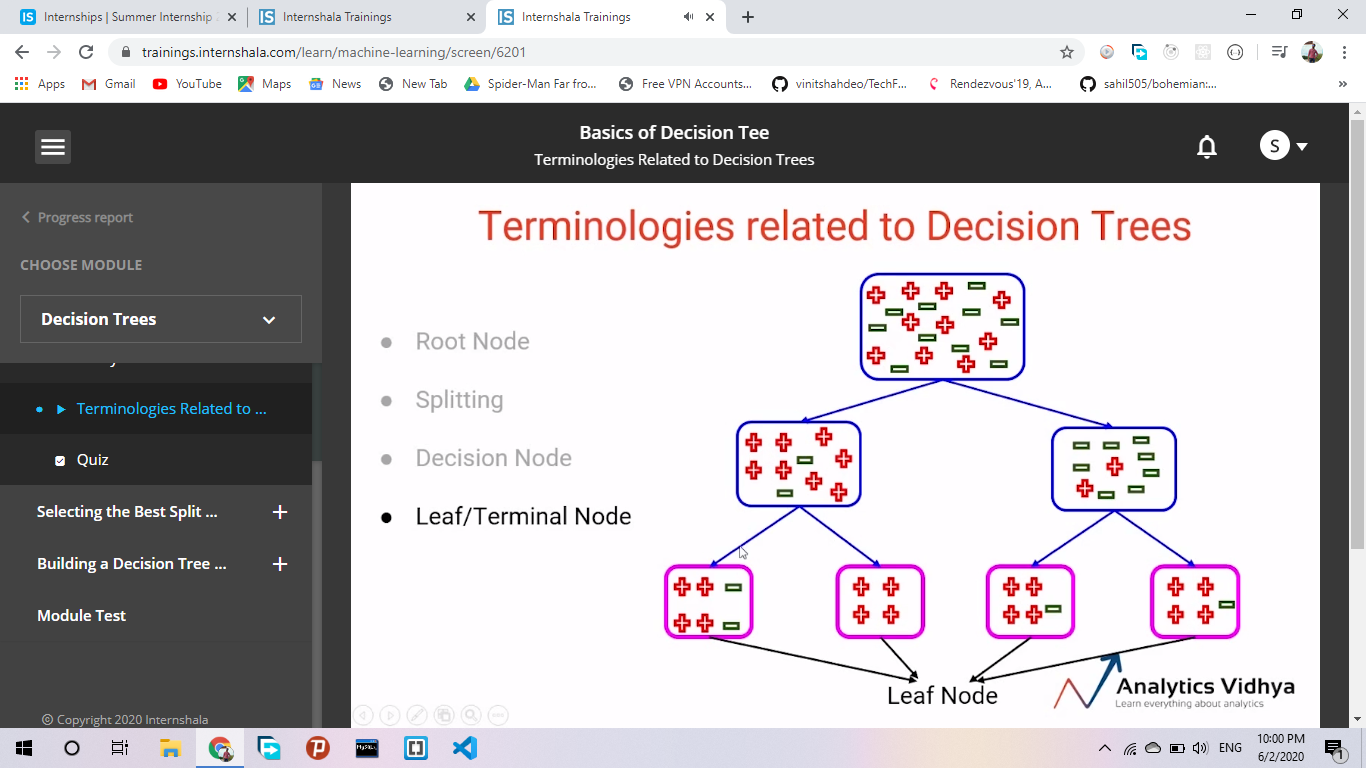 Internships | Summer Internship
Internshala Trainings
Internshala Trainings
trainings.internshala.com/learn/machine-learning/screen/6201
Apps
Gmail
YouTube
Maps
News
New Tab
Spider-Man Far fro...
Free VPN Accounts...
vinitshahdeo/TechF...
Rendezvous'19, A...
sahil505/bohemian:...
Basics of Decision Tee
Terminologies Related to Decision Trees
S
Progress report
CHOOSE MODULE
Decision Trees
Terminologies Related to ...
Quiz
Selecting the Best Split ...
Building a Decision Tree ...
Module Test
© Copyright 2020 Internshala
Terminologies related to Decision Trees
Root Node
Splitting
Decision Node
Leaf/Terminal Node
Leaf Node
Analytics Vidhya
Learn everything about analytics
ENG
10:00 PM
6/2/2020
1